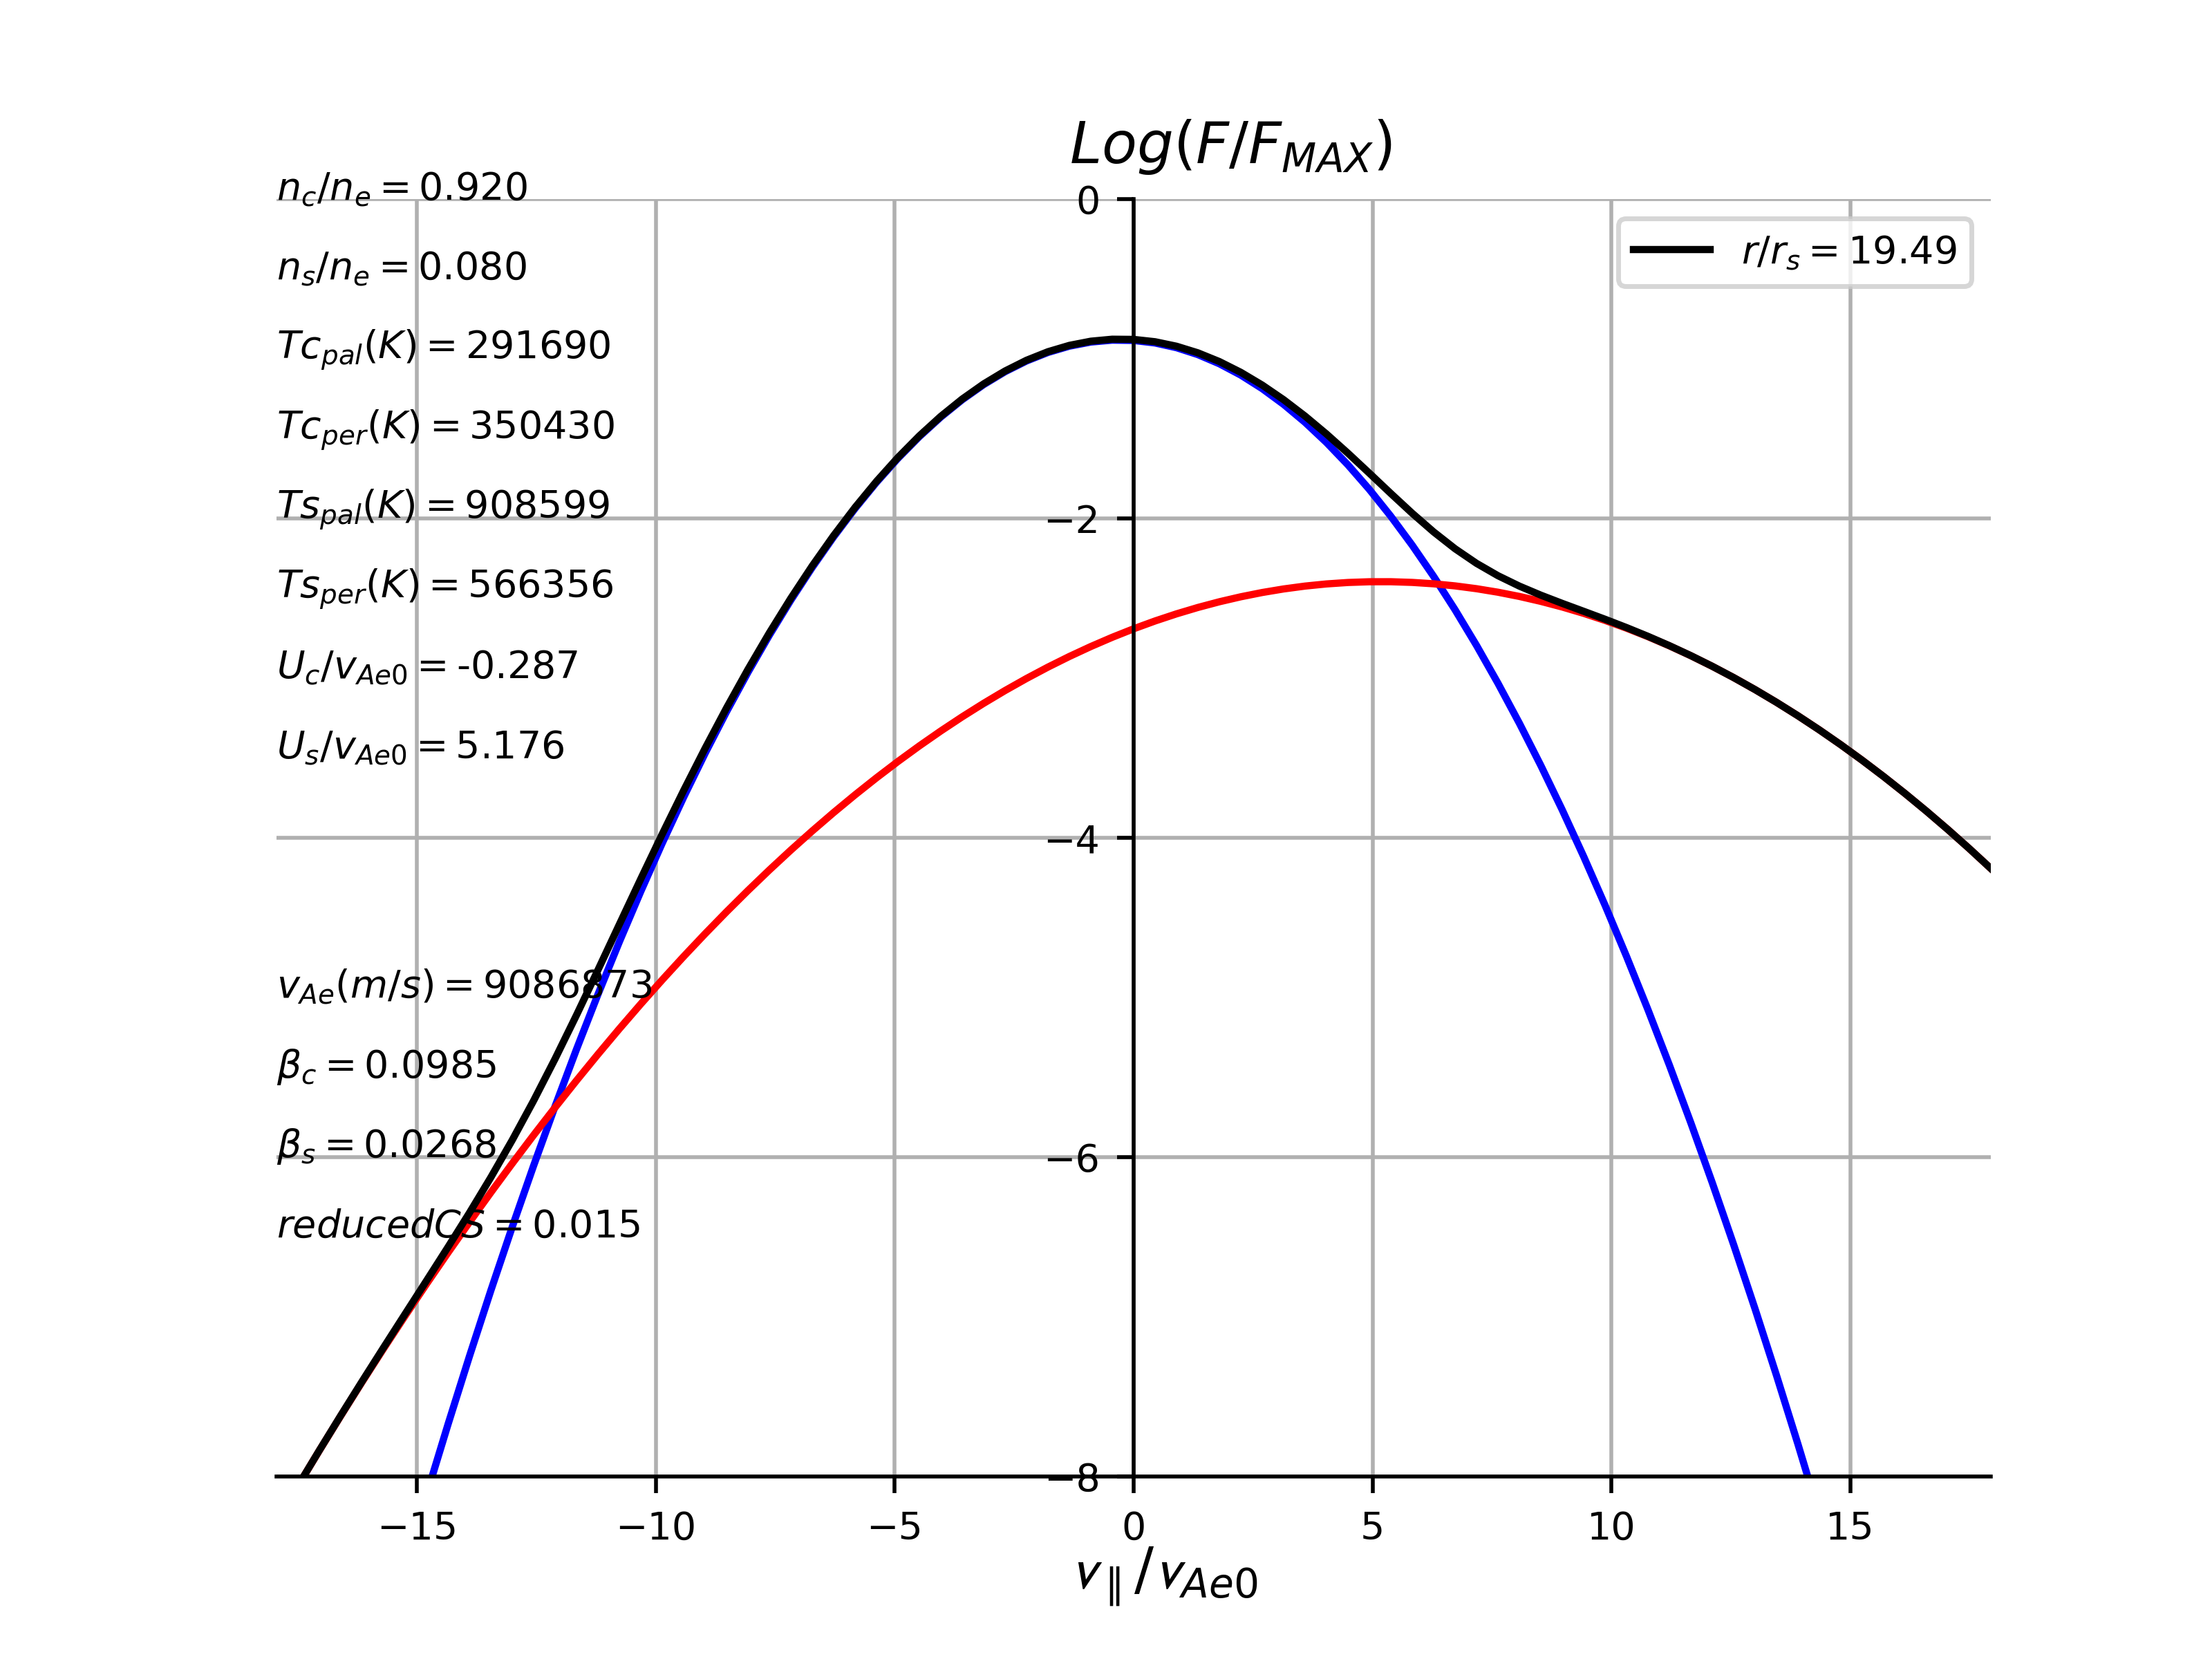 Log(F/F_MAX)
n_c/n_e = 0.920
n_s/n_e = 0.080
Tc_pal(K) = 291690
Tc_per(K) = 350430
Ts_pal(K) = 908599
Ts_per(K) = 566356
U_c/v_Ae0 = -0.287
U_s/v_Ae0 = 5.176
v_Ae(m/s) = 9086873
β_c = 0.0985
β_s = 0.0268
reducedCS = 0.015
r/r_s = 19.49
0
−2
−4
−6
−8
−15 −10 −5 0 5 10 15
v_∥/v_Ae0